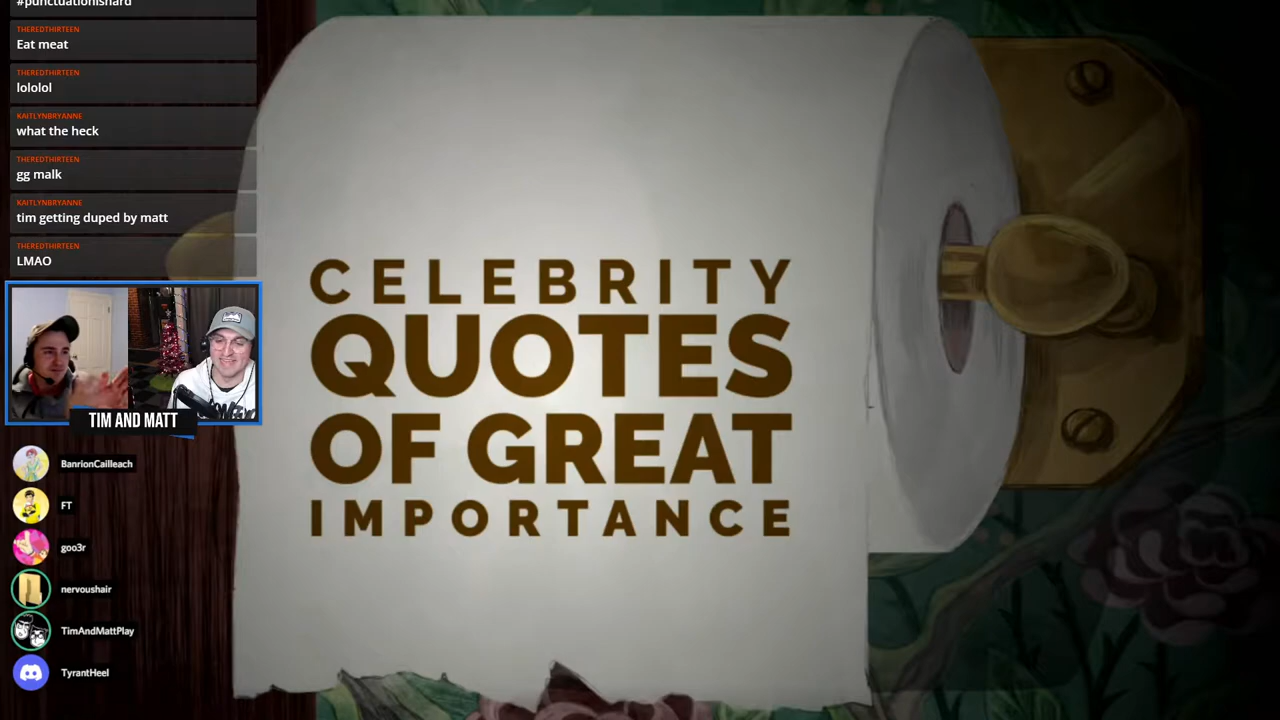 #punctuationishard
THEREDTHIRTEEN
Eat meat
THEREDTHIRTEEN
lololol
KAITLYNBRYANNE
what the heck
THEREDTHIRTEEN
gg malk
KAITLYNBRYANNE
tim getting duped by matt
THEREDTHIRTEEN
LMAO
TIM AND MATT
BanrionCailleach
FT
goo3r
nervoushair
TimAndMattPlay
TyrantHeel
CELEBRITY
QUOTES
OF GREAT
IMPORTANCE